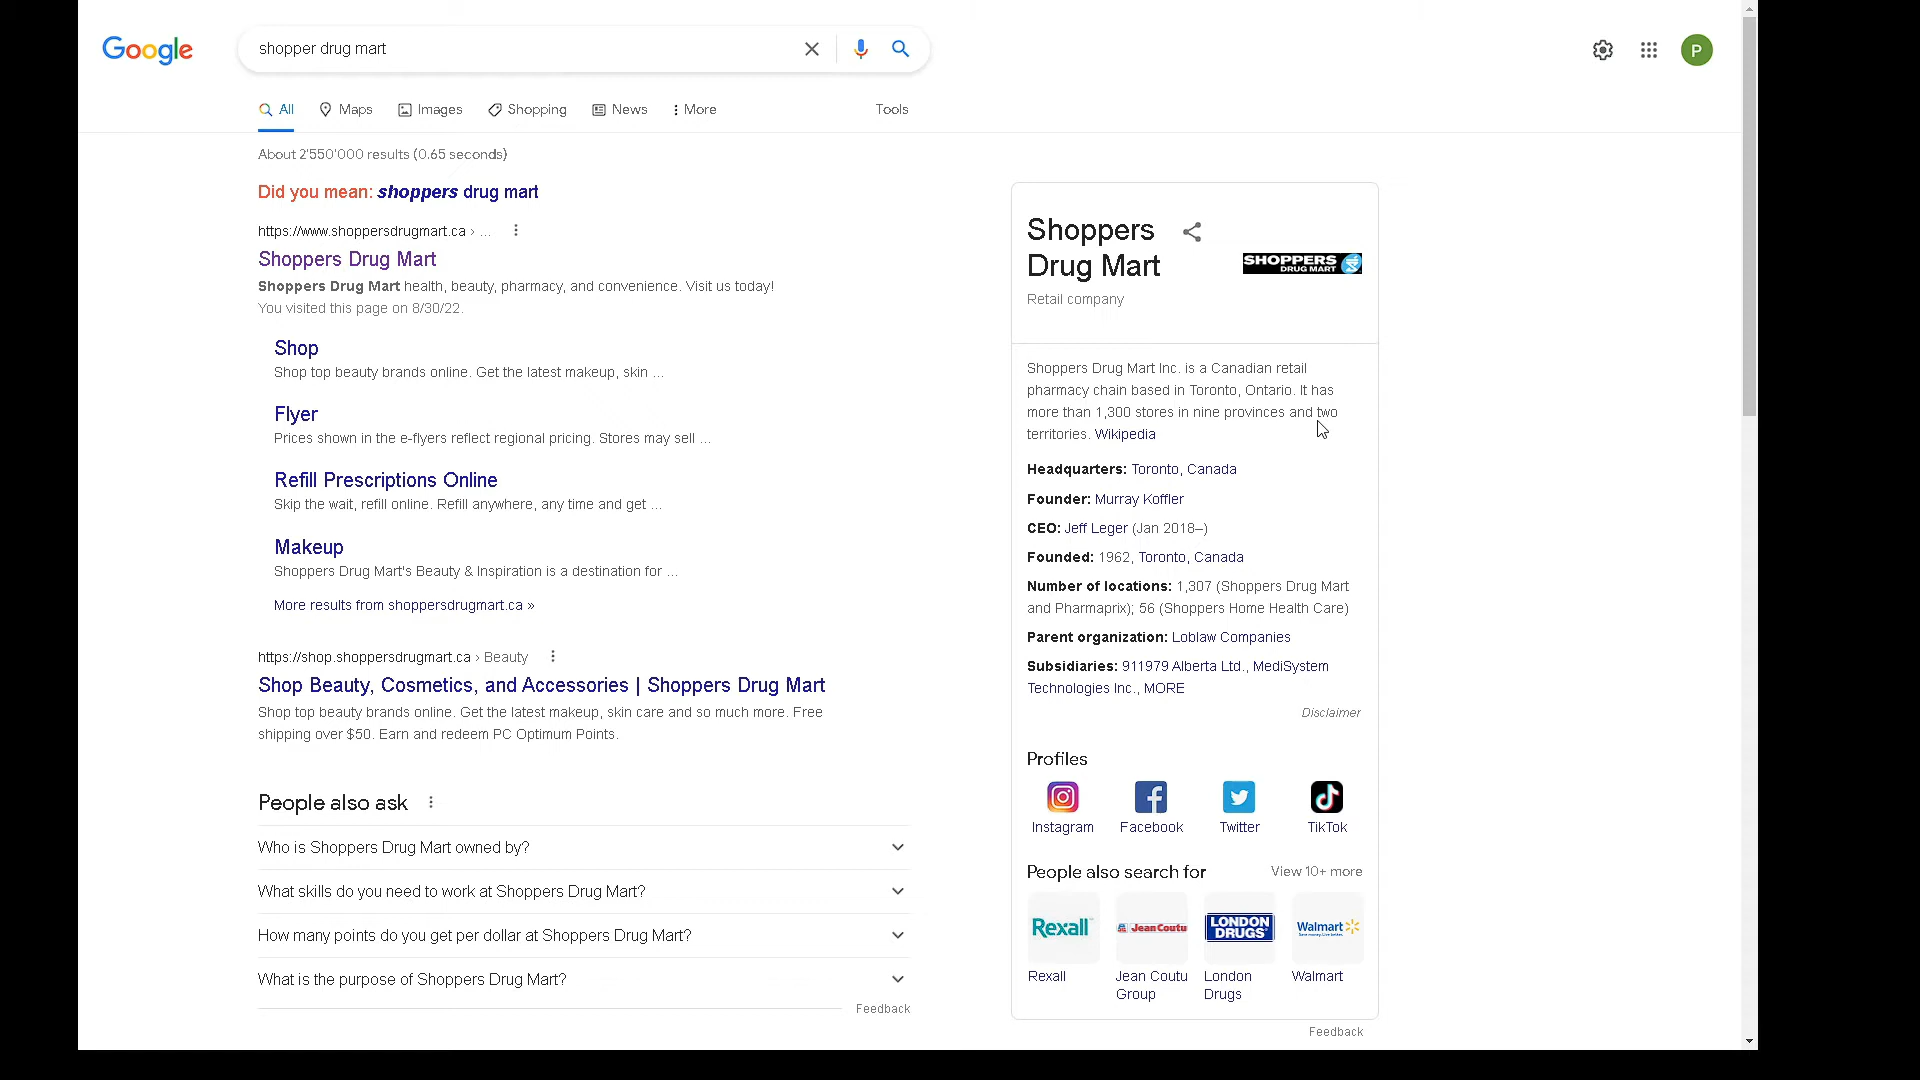 Google
shopper drug mart
P
All
Maps
Images
Shopping
News
More
Tools
About 2'550'000 results (0.65 seconds)
Did you mean: shoppers drug mart
https://www.shoppersdrugmart.ca › ...
Shoppers Drug Mart
Shoppers Drug Mart health, beauty, pharmacy, and convenience. Visit us today!
You visited this page on 8/30/22.
Shop
Shop top beauty brands online. Get the latest makeup, skin ...
Flyer
Prices shown in the e-flyers reflect regional pricing. Stores may sell ...
Refill Prescriptions Online
Skip the wait, refill online. Refill anywhere, any time and get ...
Makeup
Shoppers Drug Mart's Beauty & Inspiration is a destination for ...
More results from shoppersdrugmart.ca »
https://shop.shoppersdrugmart.ca › Beauty
Shop Beauty, Cosmetics, and Accessories | Shoppers Drug Mart
Shop top beauty brands online. Get the latest makeup, skin care and so much more. Free
shipping over $50. Earn and redeem PC Optimum Points.
People also ask
Who is Shoppers Drug Mart owned by?
What skills do you need to work at Shoppers Drug Mart?
How many points do you get per dollar at Shoppers Drug Mart?
What is the purpose of Shoppers Drug Mart?
Feedback
Shoppers
Drug Mart
Retail company
SHOPPERS
DRUG MART
Shoppers Drug Mart Inc. is a Canadian retail
pharmacy chain based in Toronto, Ontario. It has
more than 1,300 stores in nine provinces and two
territories. Wikipedia
Headquarters: Toronto, Canada
Founder: Murray Koffler
CEO: Jeff Leger (Jan 2018–)
Founded: 1962, Toronto, Canada
Number of locations: 1,307 (Shoppers Drug Mart
and Pharmaprix); 56 (Shoppers Home Health Care)
Parent organization: Loblaw Companies
Subsidiaries: 911979 Alberta Ltd., MediSystem
Technologies Inc., MORE
Disclaimer
Profiles
Instagram
Facebook
Twitter
TikTok
People also search for
View 10+ more
Rexall
Jean Coutu
LONDON
DRUGS
Walmart
Rexall
Jean Coutu
Group
London
Drugs
Walmart
Feedback